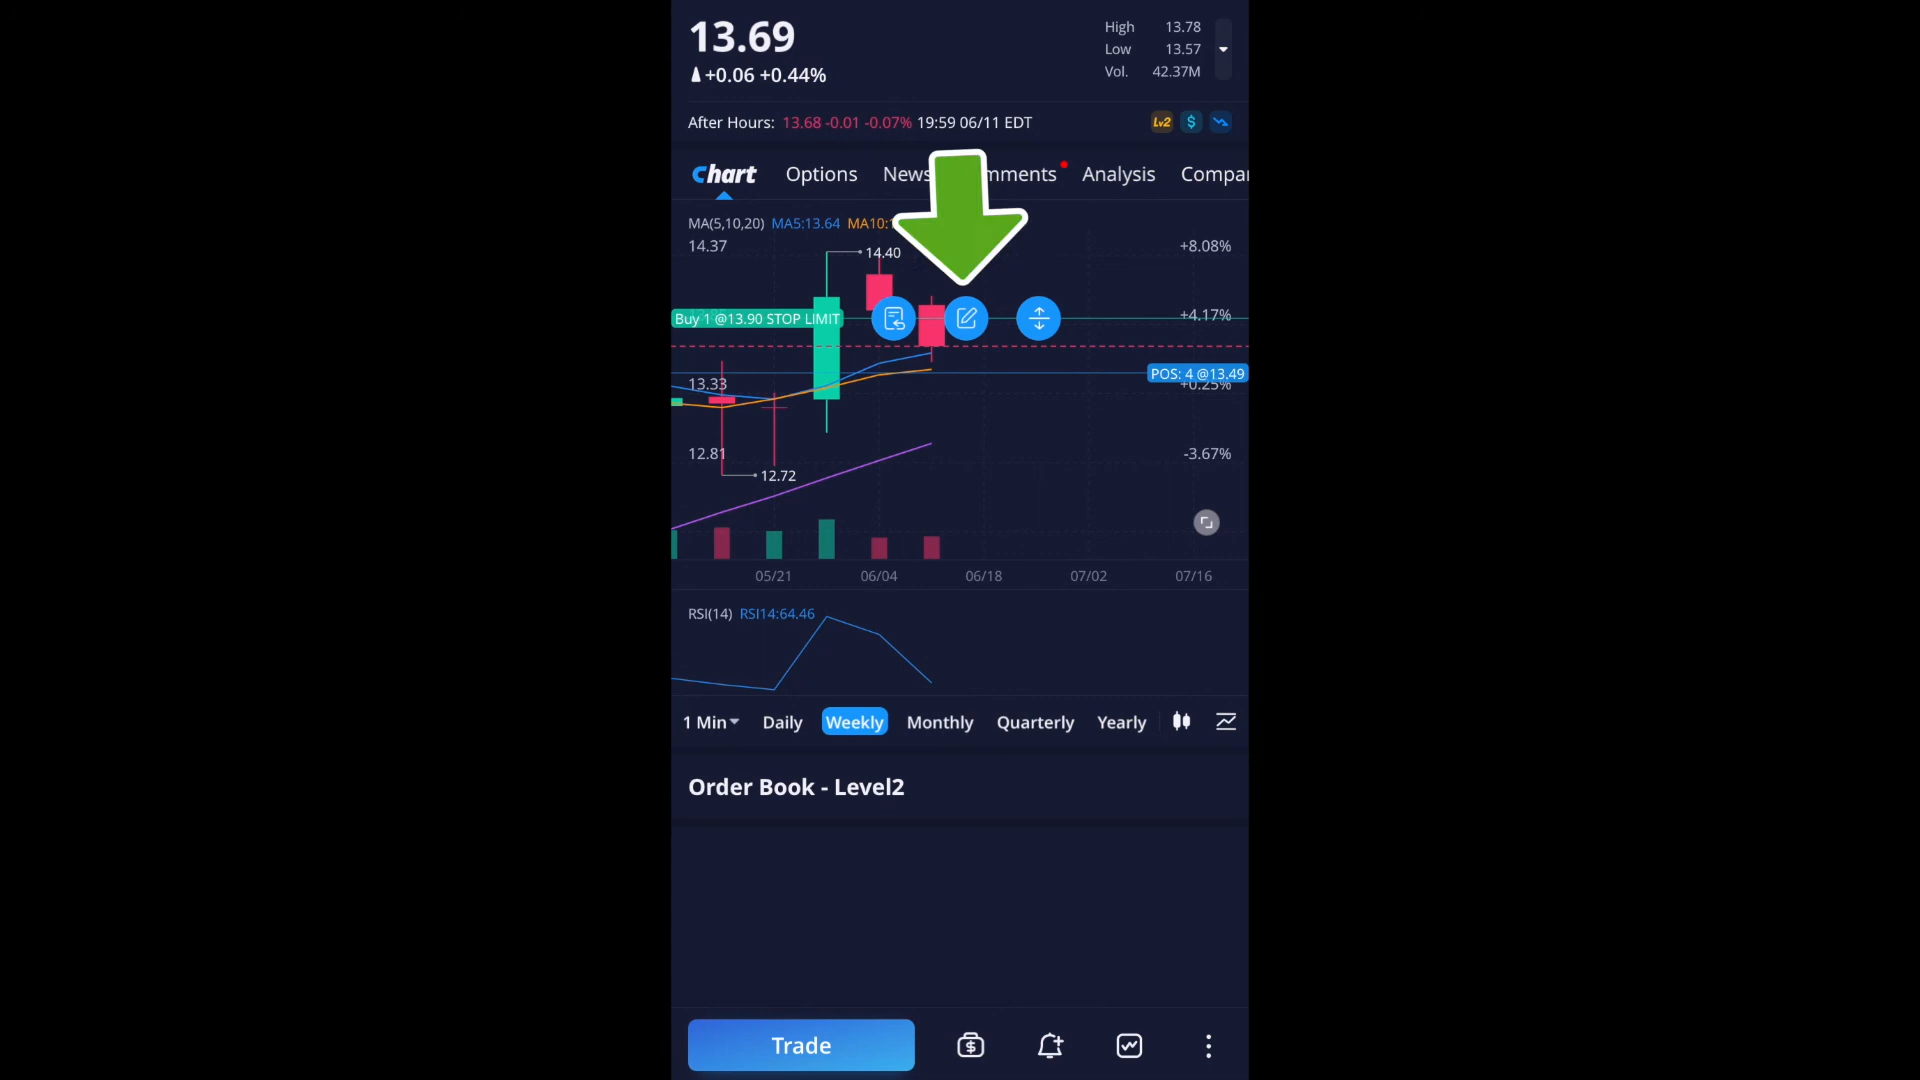 13.69
+0.06 +0.44%
High 13.78
Low 13.57
Vol. 42.37M
After Hours: 13.68 -0.01 -0.07% 19:59 06/11 EDT
Lv2 $
Chart Options News mments Analysis Compar
MA(5,10,20) MA5:13.64 MA10:
14.37 +8.08%
14.40
Buy 1 @13.90 STOP LIMIT +4.17%
POS: 4 @13.49
13.33 +0.25%
12.81 -3.67%
12.72
05/21 06/04 06/18 07/02 07/16
RSI(14) RSI14:64.46
1 Min Daily Weekly Monthly Quarterly Yearly
Order Book - Level2
Trade